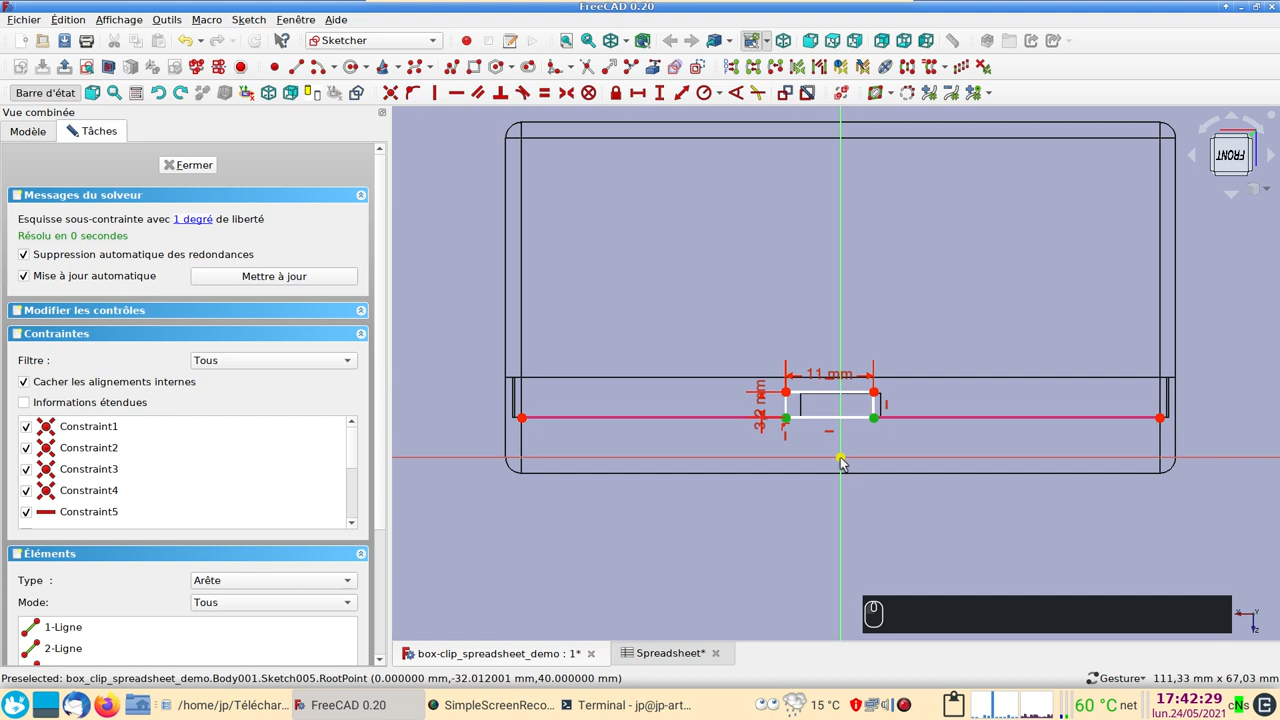 FreeCAD 0.20
Fichier Édition Affichage Outils Macro Sketch Fenêtre Aide
Sketcher
Barre d'état
Vue combinée
Modèle
Tâches
Fermer
Messages du solveur
Esquisse sous-contrainte avec 1 degré de liberté
Résolu en 0 secondes
Suppression automatique des redondances
Mise à jour automatique
Mettre à jour
Modifier les contrôles
Contraintes
Filtre :
Tous
Cacher les alignements internes
Informations étendues
Constraint1
Constraint2
Constraint3
Constraint4
Constraint5
Éléments
Type :
Arête
Mode:
Tous
1-Ligne
2-Ligne
11 mm
FRONT
box-clip_spreadsheet_demo : 1*
Spreadsheet*
Preselected: box_clip_spreadsheet_demo.Body001.Sketch005.RootPoint (0.000000 mm,-32.012001 mm,40.000000 mm)
Gesture
111,33 mm x 67,03 mm
/home/jp/Téléchar...
FreeCAD 0.20
SimpleScreenReco...
Terminal - jp@jp-art...
15 °C
60 °C net
17:42:29
lun.24/05/2021